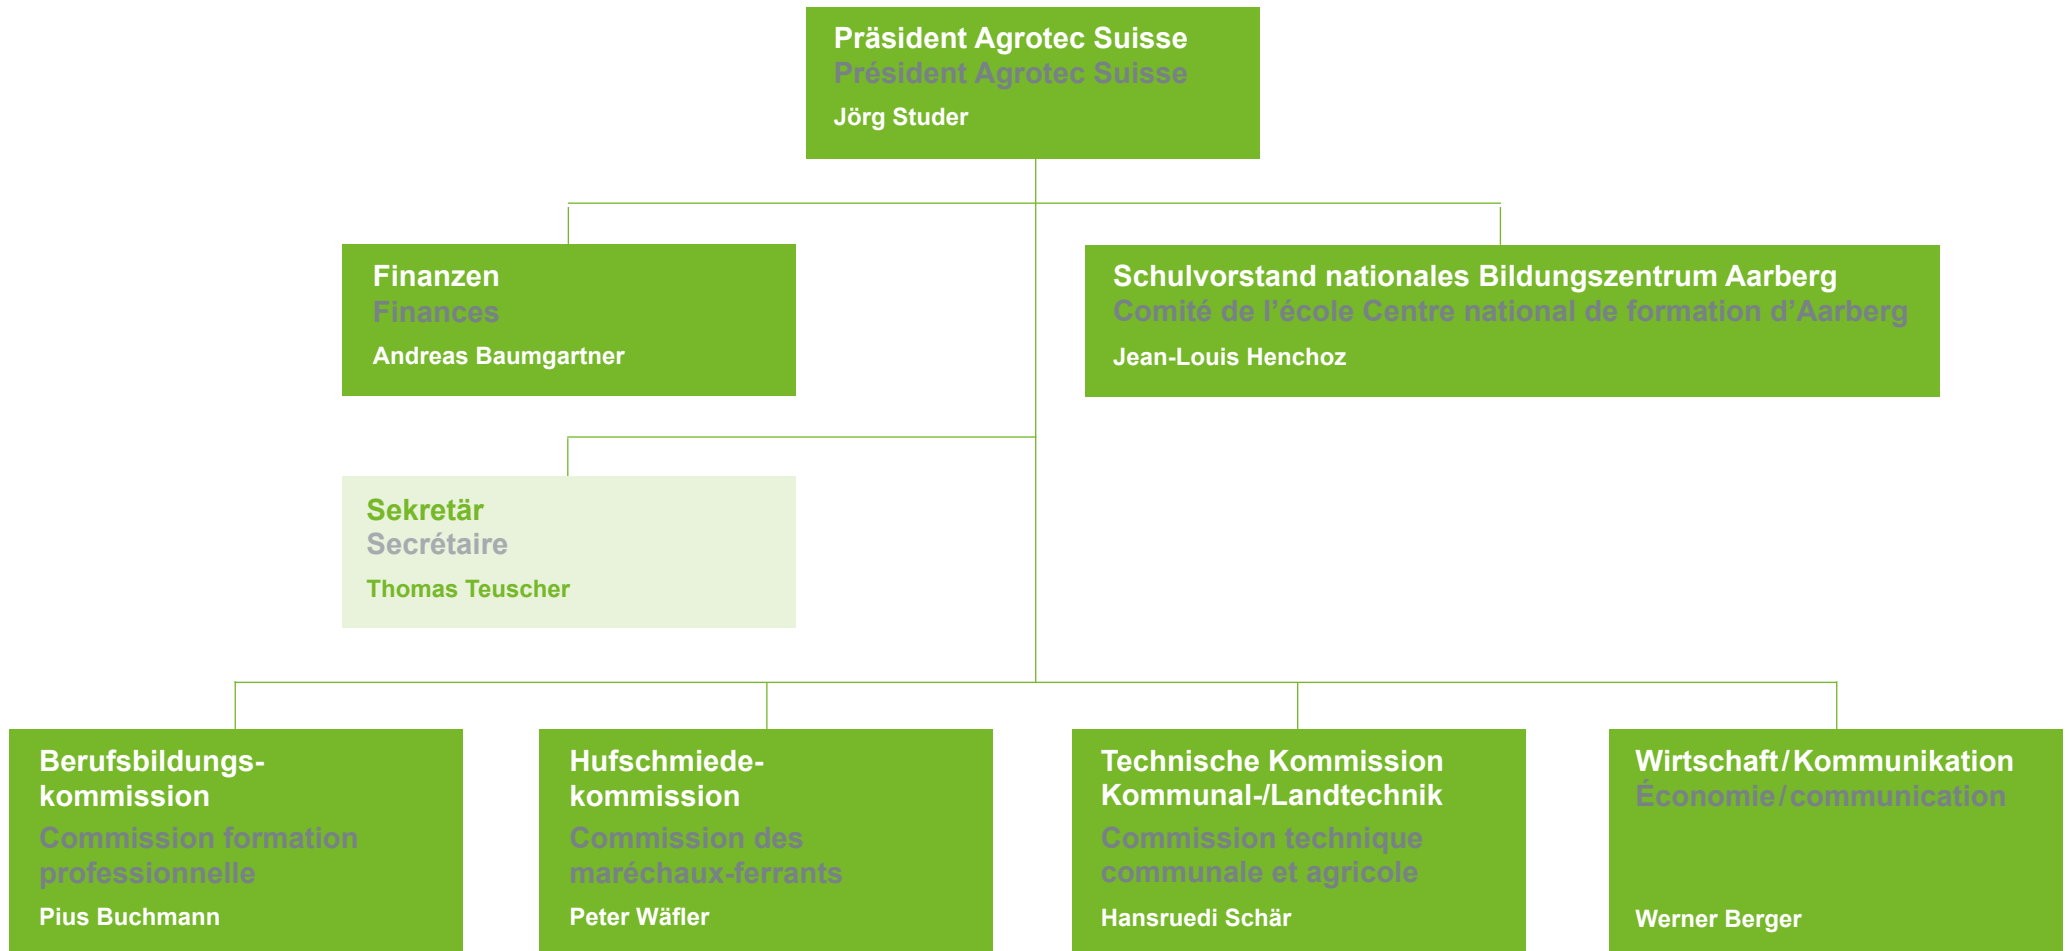 Präsident Agrotec Suisse
Président Agrotec Suisse
Jörg Studer
Finanzen
Finances
Andreas Baumgartner
Schulvorstand nationales Bildungszentrum Aarberg
Comité de l’école Centre national de formation d’Aarberg
Jean-Louis Henchoz
Sekretär
Secrétaire
Thomas Teuscher
Berufsbildungs-
kommission
Commission formation
professionnelle
Pius Buchmann
Hufschmiede-
kommission
Commission des
maréchaux-ferrants
Peter Wäfler
Technische Kommission
Kommunal-/Landtechnik
Commission technique
communale et agricole
Hansruedi Schär
Wirtschaft/Kommunikation
Économie/communication
Werner Berger